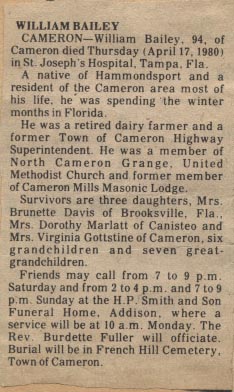 WILLIAM BAILEY
CAMERON—William Bailey, 94, of
Cameron died Thursday (April 17, 1980)
in St. Joseph's Hospital, Tampa, Fla.
A native of Hammondsport and a
resident of the Cameron area most of
his life, he was spending the winter
months in Florida.
He was a retired dairy farmer and a
former Town of Cameron Highway
Superintendent. He was a member of
North Cameron Grange, United
Methodist Church and former member
of Cameron Mills Masonic Lodge.
Survivors are three daughters, Mrs.
Brunette Davis of Brooksville, Fla.,
Mrs. Dorothy Marlatt of Canisteo and
Mrs. Virginia Gottstine of Cameron, six
grandchildren and seven great-
grandchildren.
Friends may call from 7 to 9 p.m.
Saturday and from 2 to 4 p.m. and 7 to 9
p.m. Sunday at the H.P. Smith and Son
Funeral Home, Addison, where a
service will be at 10 a.m. Monday. The
Rev. Burdette Fuller will officiate.
Burial will be in French Hill Cemetery,
Town of Cameron.